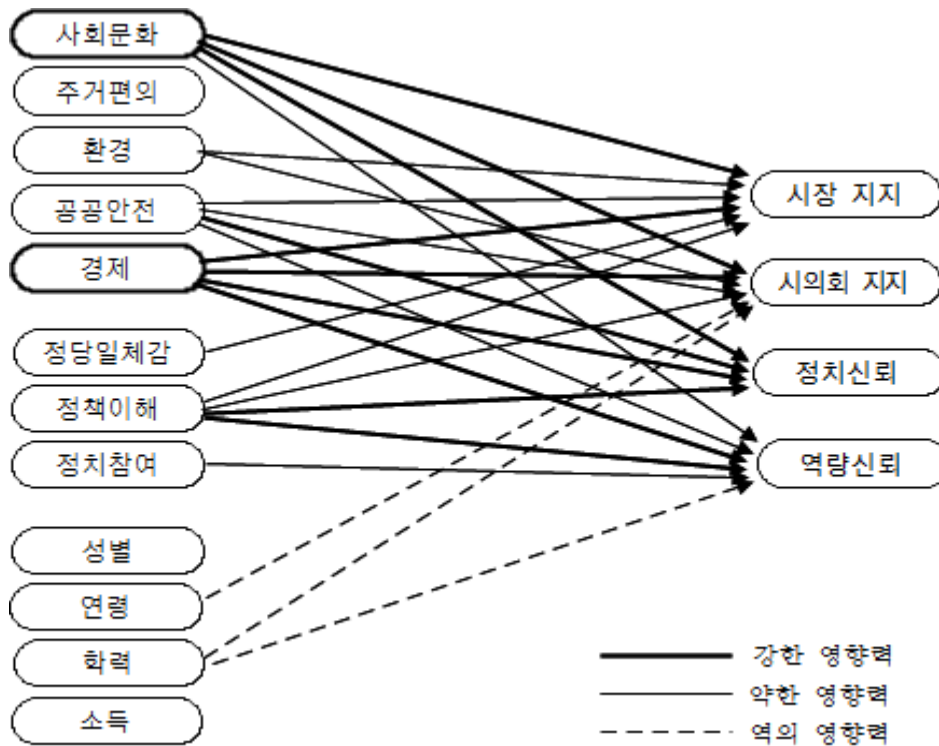 사회문화
주거편의
환경
공공안전
경제
정당일체감
정책이해
정치참여
성별
연령
학력
소득
시장 지지
시의회 지지
정치신뢰
역량신뢰
강한 영향력
약한 영향력
역의 영향력